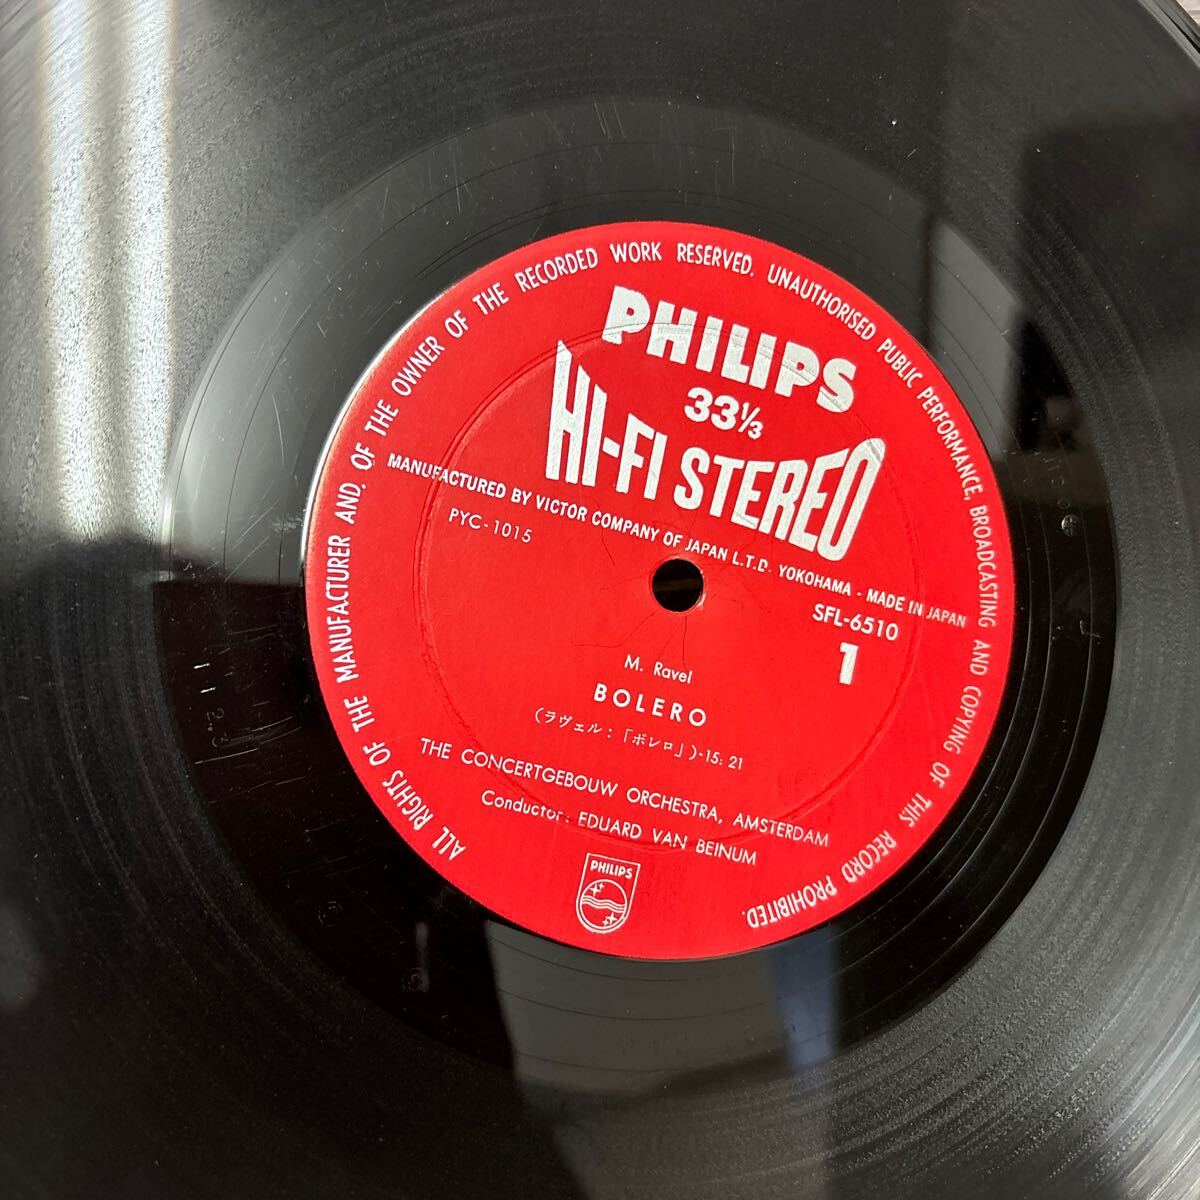 ALL RIGHTS OF THE MANUFACTURER AND OF THE OWNER OF THE RECORDED WORK RESERVED. UNAUTHORISED PUBLIC PERFORMANCE, BROADCASTING AND COPYING OF THIS RECORD PROHIBITED.
PHILIPS
33⅓
HI-FI STEREO
MANUFACTURED BY VICTOR COMPANY OF JAPAN L.T.D. YOKOHAMA - MADE IN JAPAN
PYC-1015
SFL-6510
1
M. Ravel
BOLERO
(ラヴェル:「ボレロ」)-15:21
THE CONCERTGEBOUW ORCHESTRA, AMSTERDAM
Conductor: EDUARD VAN BEINUM
PHILIPS